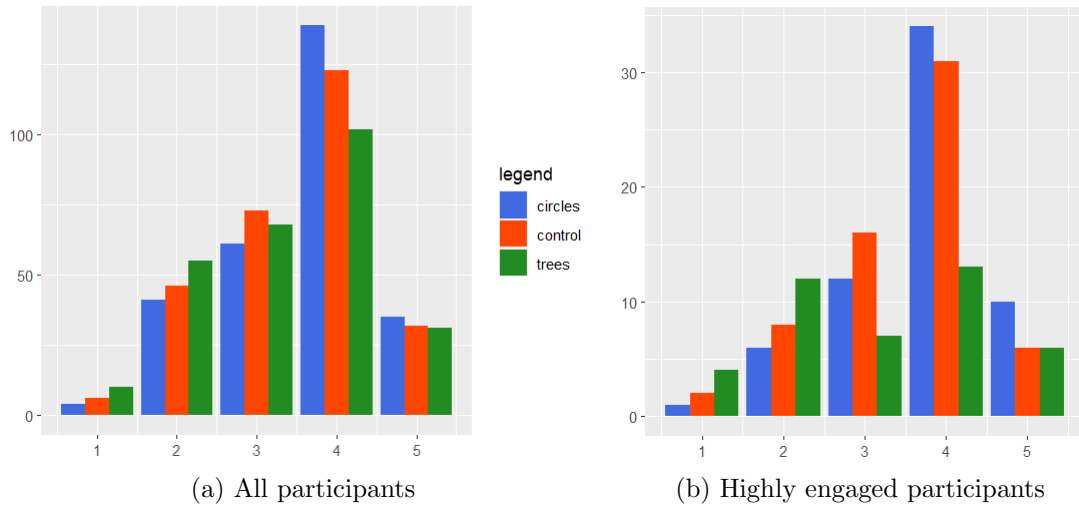 100
50
0
1 2 3 4 5
(a) All participants
legend
circles
control
trees
30
20
10
0
1 2 3 4 5
(b) Highly engaged participants